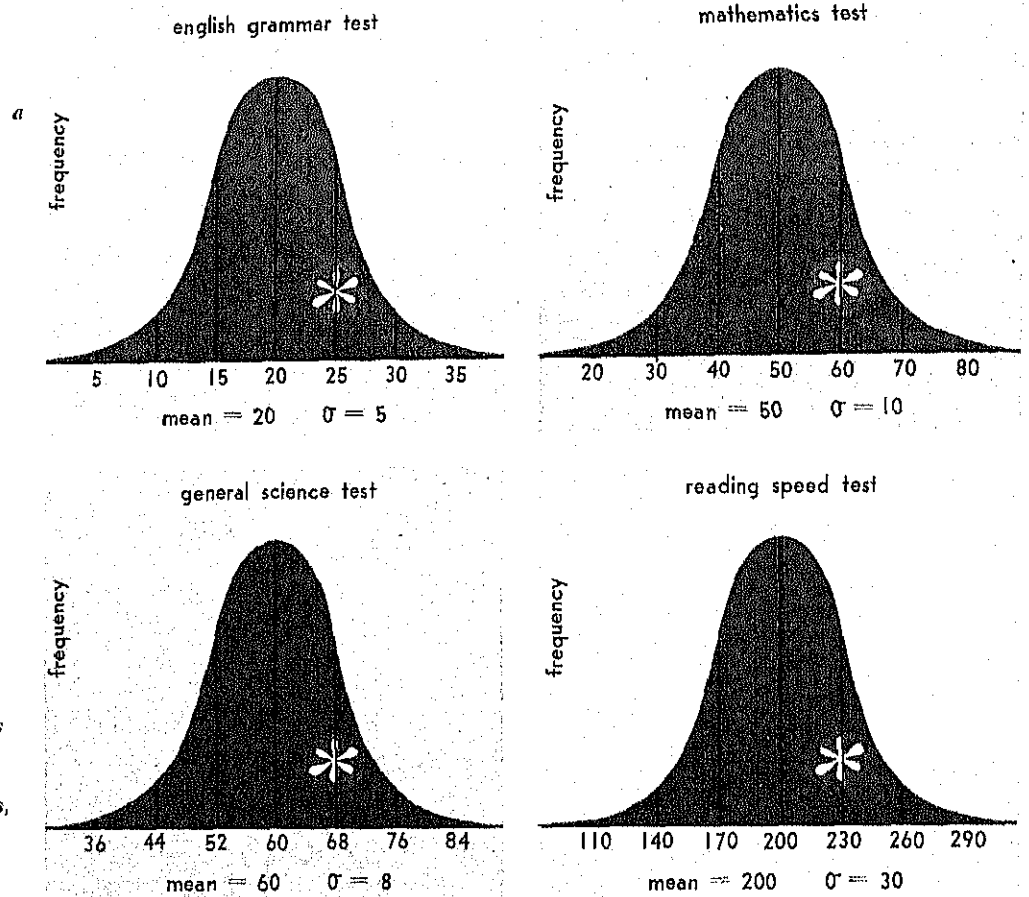 english grammar test
mathematics test
a
frequency
frequency
5 10 15 20 25 30 35
20 30 40 50 60 70 80
mean = 20 σ = 5
mean = 50 σ = 10
general science test
reading speed test
frequency
frequency
s,
36 44 52 60 68 76 84
110 140 170 200 230 260 290
mean = 60 σ = 8
mean = 200 σ = 30